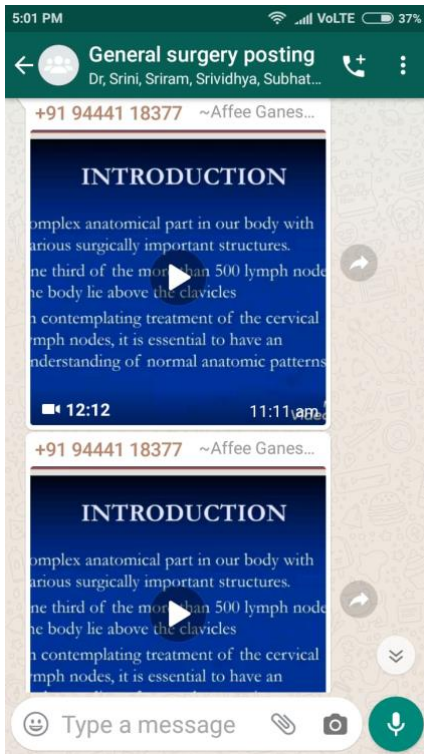 5:01 PM VoLTE 37%
General surgery posting
Dr, Srini, Sriram, Srividhya, Subhat...
+91 94441 18377 ~Affee Ganes...
INTRODUCTION
omplex anatomical part in our body with
arious surgically important structures.
ne third of the more than 500 lymph node
he body lie above the clavicles
n contemplating treatment of the cervical
ymph nodes, it is essential to have an
nderstanding of normal anatomic patterns
12:12 11:11 am
+91 94441 18377 ~Affee Ganes...
INTRODUCTION
omplex anatomical part in our body with
arious surgically important structures.
ne third of the more than 500 lymph node
he body lie above the clavicles
n contemplating treatment of the cervical
ymph nodes, it is essential to have an
Type a message